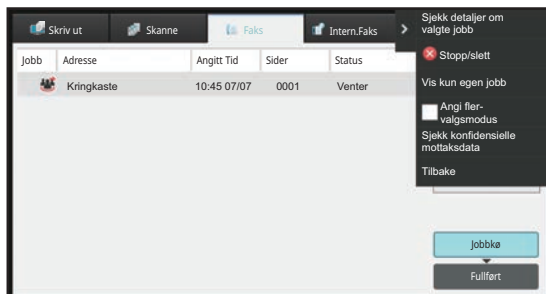 Skriv ut
Skanne
Faks
Intern.Faks
Jobb Adresse Angitt Tid Sider Status
Kringkaste 10:45 07/07 0001 Venter
Sjekk detaljer om
valgte jobb
Stopp/slett
Vis kun egen jobb
Angi fler-
valgsmodus
Sjekk konfidensielle
mottaksdata
Tilbake
Jobbkø
Fullført